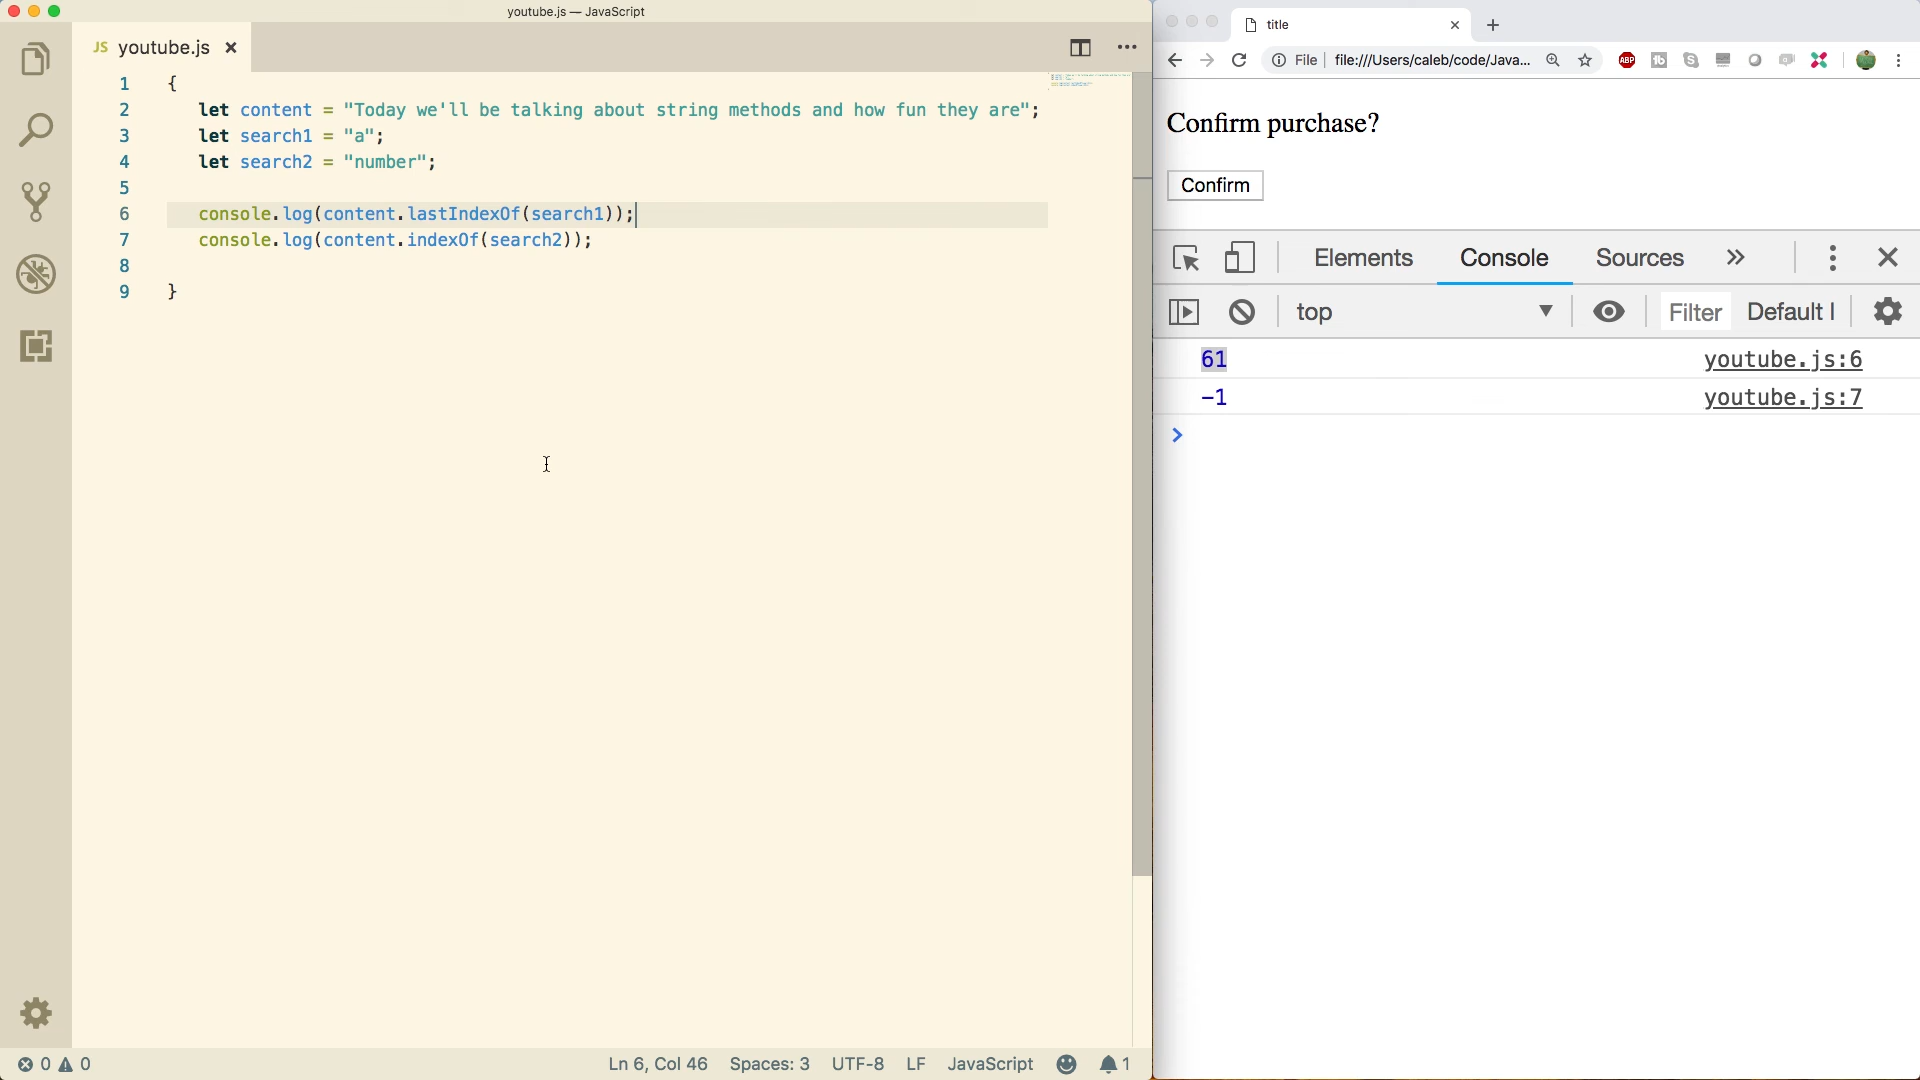 youtube.js — JavaScript
JS youtube.js
1 {
2 let content = "Today we'll be talking about string methods and how fun they are";
3 let search1 = "a";
4 let search2 = "number";
5
6 console.log(content.lastIndexOf(search1));
7 console.log(content.indexOf(search2));
8
9 }
0 0
Ln 6, Col 46 Spaces: 3 UTF-8 LF JavaScript 1
title
File file:///Users/caleb/code/Java...
ABP
Confirm purchase?
Confirm
Elements Console Sources »
top Filter Default l
61 youtube.js:6
-1 youtube.js:7
>